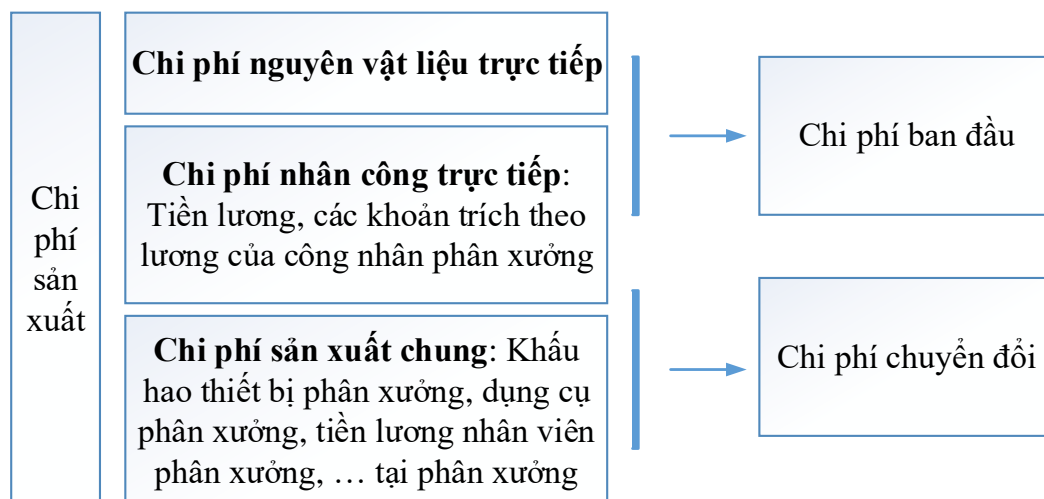 Chi
phí
sản
xuất
Chi phí nguyên vật liệu trực tiếp
Chi phí nhân công trực tiếp:
Tiền lương, các khoản trích theo
lương của công nhân phân xưởng
Chi phí sản xuất chung: Khấu
hao thiết bị phân xưởng, dụng cụ
phân xưởng, tiền lương nhân viên
phân xưởng, … tại phân xưởng
Chi phí ban đầu
Chi phí chuyển đổi